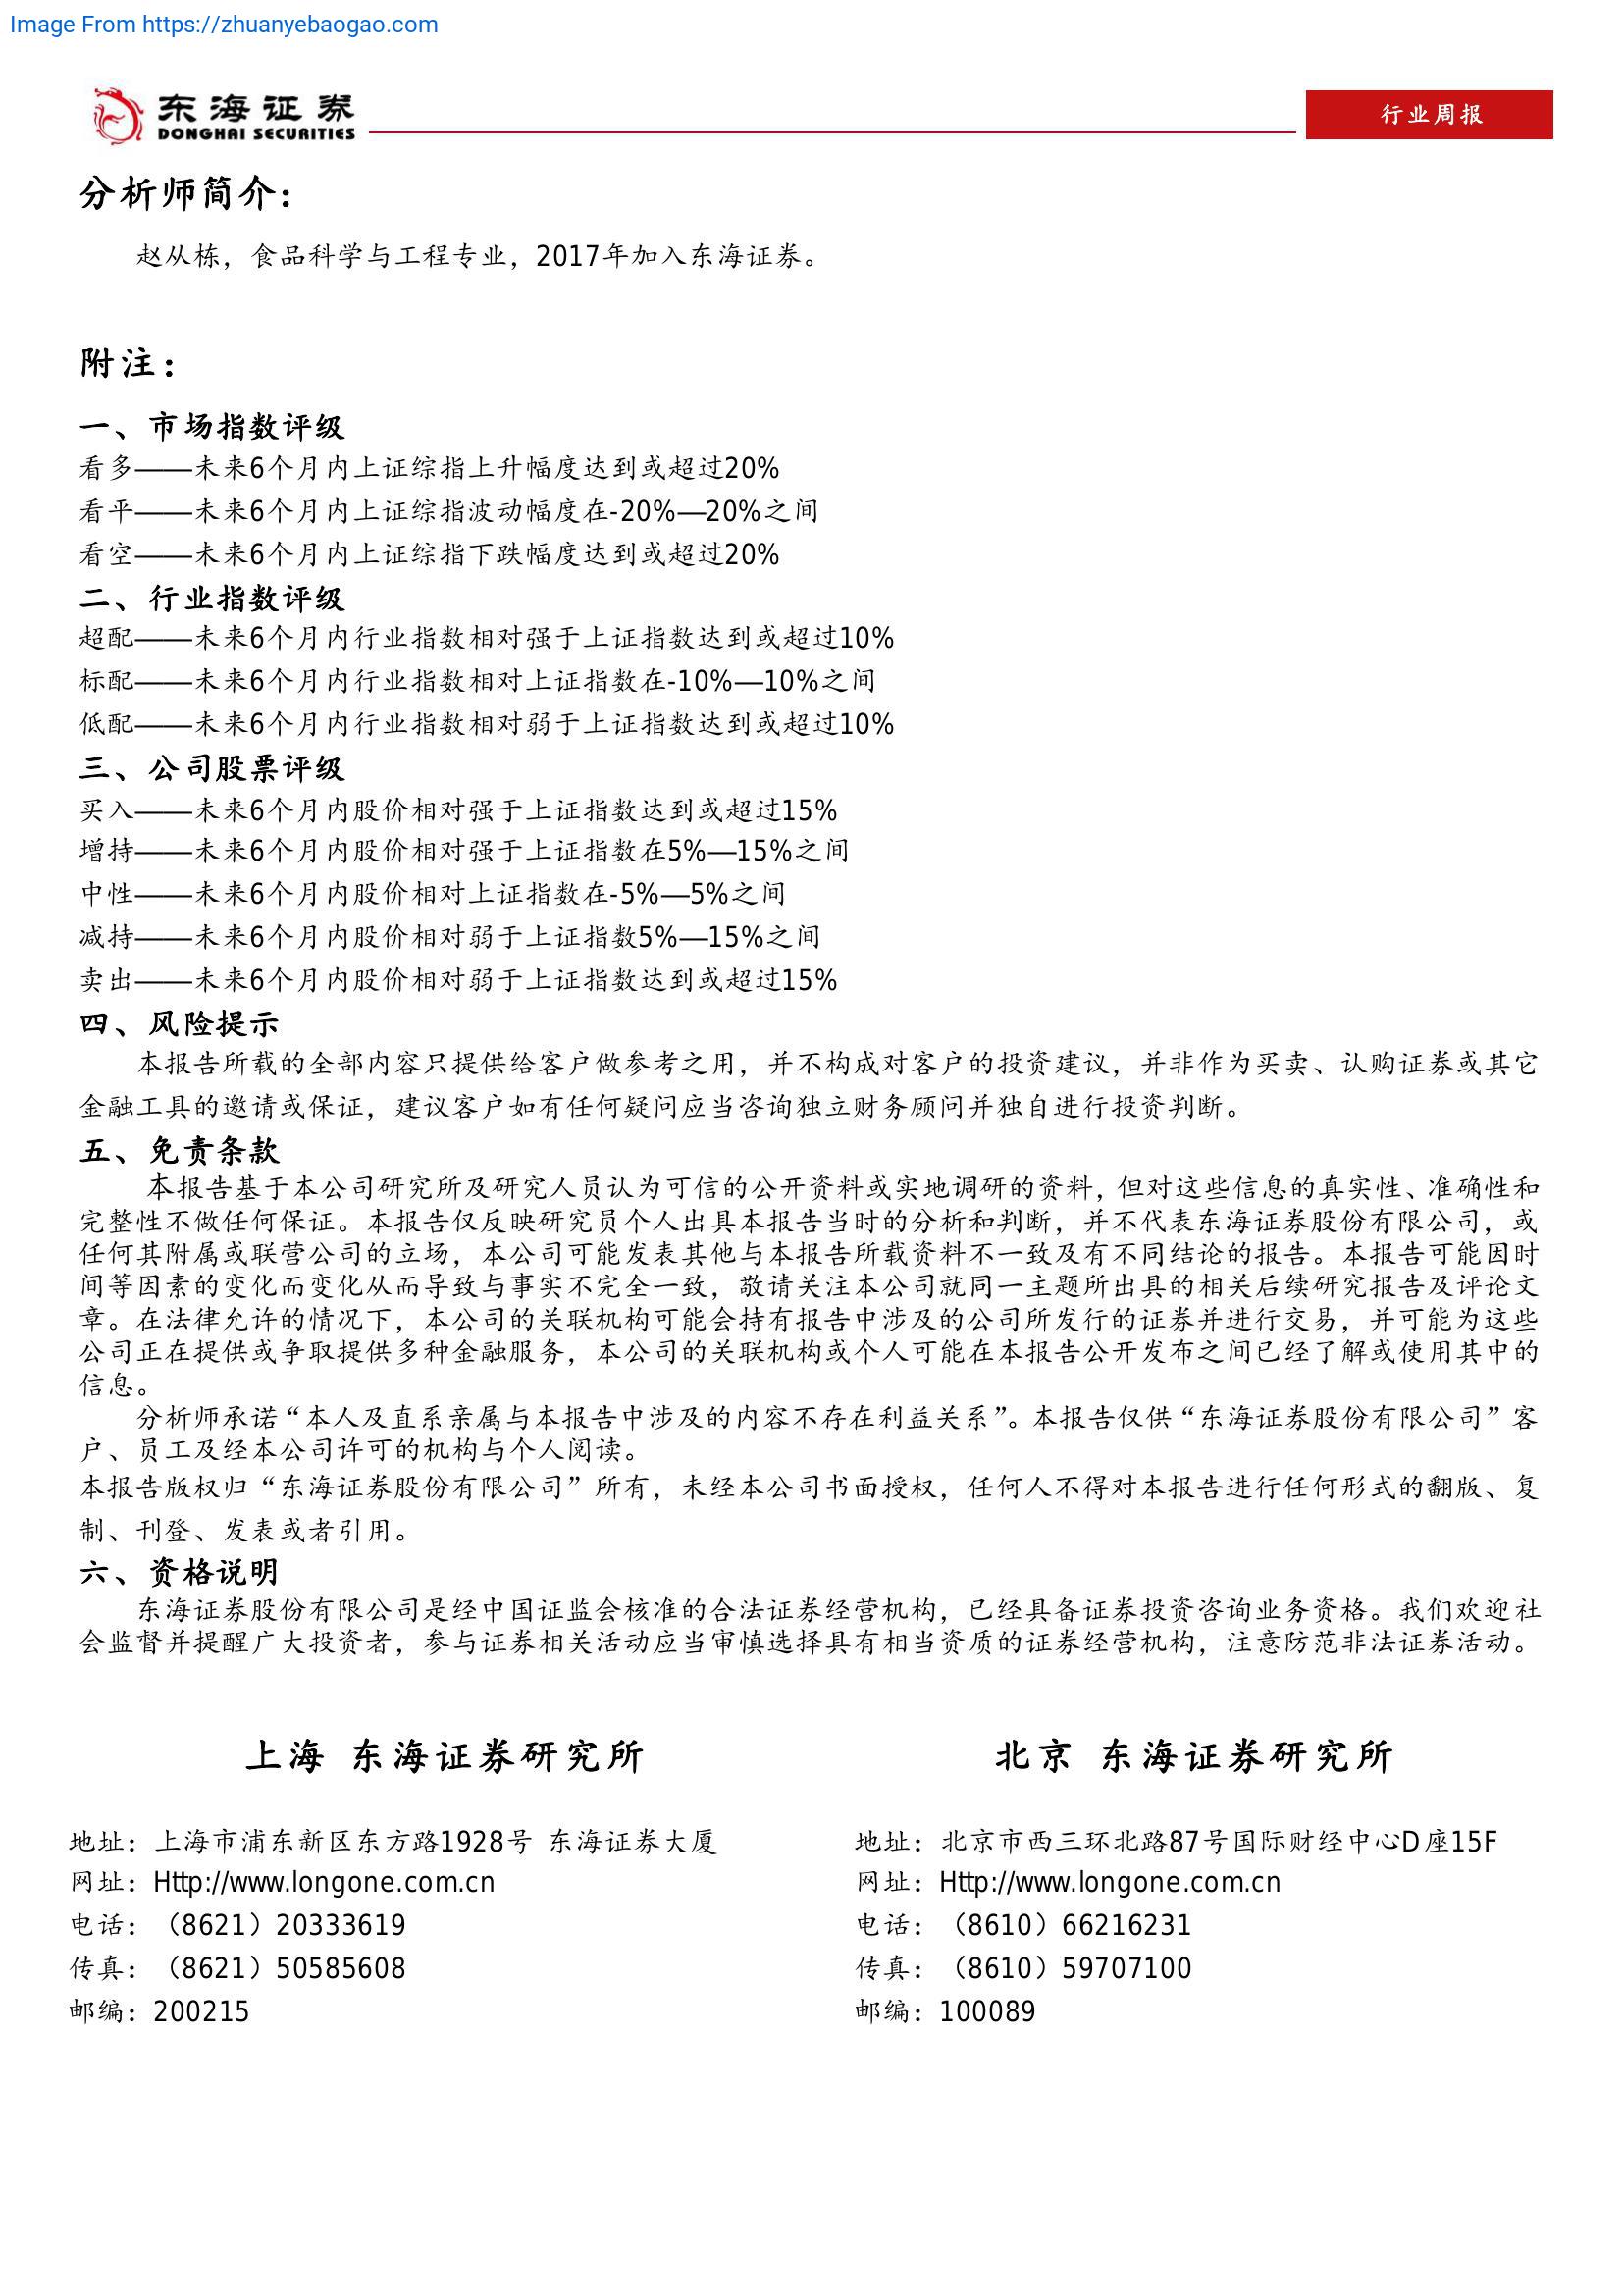 Image From https://zhuanyebaogao.com
东海证券
DONGHAI SECURITIES
行业周报
分析师简介:
赵从栋，食品科学与工程专业，2017年加入东海证券。
附注：
一、市场指数评级
看多——未来6个月内上证综指上升幅度达到或超过20%
看平——未来6个月内上证综指波动幅度在-20%—20%之间
看空——未来6个月内上证综指下跌幅度达到或超过20%
二、行业指数评级
超配——未来6个月内行业指数相对强于上证指数达到或超过10%
标配——未来6个月内行业指数相对上证指数在-10%—10%之间
低配——未来6个月内行业指数相对弱于上证指数达到或超过10%
三、公司股票评级
买入——未来6个月内股价相对强于上证指数达到或超过15%
增持——未来6个月内股价相对强于上证指数在5%—15%之间
中性——未来6个月内股价相对上证指数在-5%—5%之间
减持——未来6个月内股价相对弱于上证指数5%—15%之间
卖出——未来6个月内股价相对弱于上证指数达到或超过15%
四、风险提示
本报告所载的全部内容只提供给客户做参考之用，并不构成对客户的投资建议，并非作为买卖、认购证券或其它
金融工具的邀请或保证，建议客户如有任何疑问应当咨询独立财务顾问并独自进行投资判断。
五、免责条款
本报告基于本公司研究所及研究人员认为可信的公开资料或实地调研的资料，但对这些信息的真实性、准确性和
完整性不做任何保证。本报告仅反映研究员个人出具本报告当时的分析和判断，并不代表东海证券股份有限公司，或
任何其附属或联营公司的立场，本公司可能发表其他与本报告所载资料不一致及有不同结论的报告。本报告可能因时
间等因素的变化而变化从而导致与事实不完全一致，敬请关注本公司就同一主题所出具的相关后续研究报告及评论文
章。在法律允许的情况下，本公司的关联机构可能会持有报告中涉及的公司所发行的证券并进行交易，并可能为这些
公司正在提供或争取提供多种金融服务，本公司的关联机构或个人可能在本报告公开发布之间已经了解或使用其中的
信息。
分析师承诺“本人及直系亲属与本报告中涉及的内容不存在利益关系”。本报告仅供“东海证券股份有限公司”客
户、员工及经本公司许可的机构与个人阅读。
本报告版权归“东海证券股份有限公司”所有，未经本公司书面授权，任何人不得对本报告进行任何形式的翻版、复
制、刊登、发表或者引用。
六、资格说明
东海证券股份有限公司是经中国证监会核准的合法证券经营机构，已经具备证券投资咨询业务资格。我们欢迎社
会监督并提醒广大投资者，参与证券相关活动应当审慎选择具有相当资质的证券经营机构，注意防范非法证券活动。
上海 东海证券研究所
地址：上海市浦东新区东方路1928号 东海证券大厦
网址：Http://www.longone.com.cn
电话：（8621）20333619
传真：（8621）50585608
邮编：200215
北京 东海证券研究所
地址：北京市西三环北路87号国际财经中心D座15F
网址：Http://www.longone.com.cn
电话：（8610）66216231
传真：（8610）59707100
邮编：100089